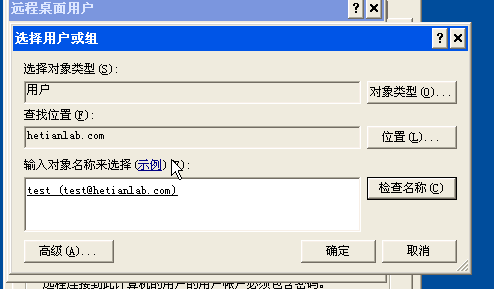 远程桌面用户
选择用户或组
选择对象类型(S):
用户
对象类型(O)...
查找位置(F):
hetianlab.com
位置(L)...
输入对象名称来选择(示例)
test (test@hetianlab.com)
检查名称(C)
高级(A)...
确定
取消
远程连接到此计算机的用户的用户帐户必须包含密码。